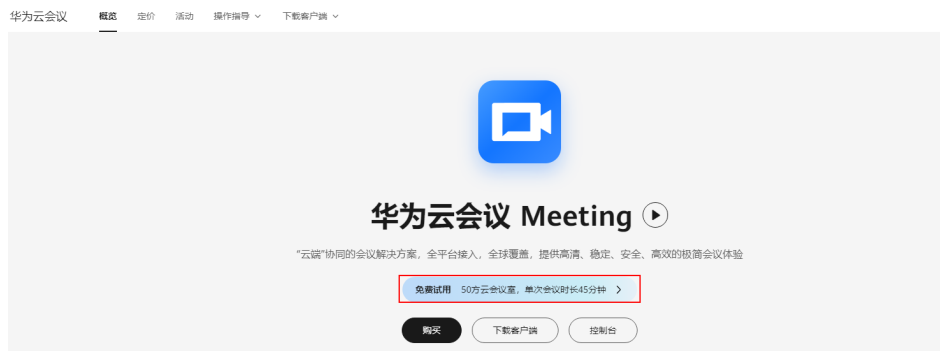 华为云会议 概览 定价 活动 操作指导 下载客户端
华为云会议 Meeting
“云端”协同的会议解决方案，全平台接入，全球覆盖，提供高清、稳定、安全、高效的极简会议体验
免费试用 50方云会议室，单次会议时长45分钟
购买 下载客户端 控制台